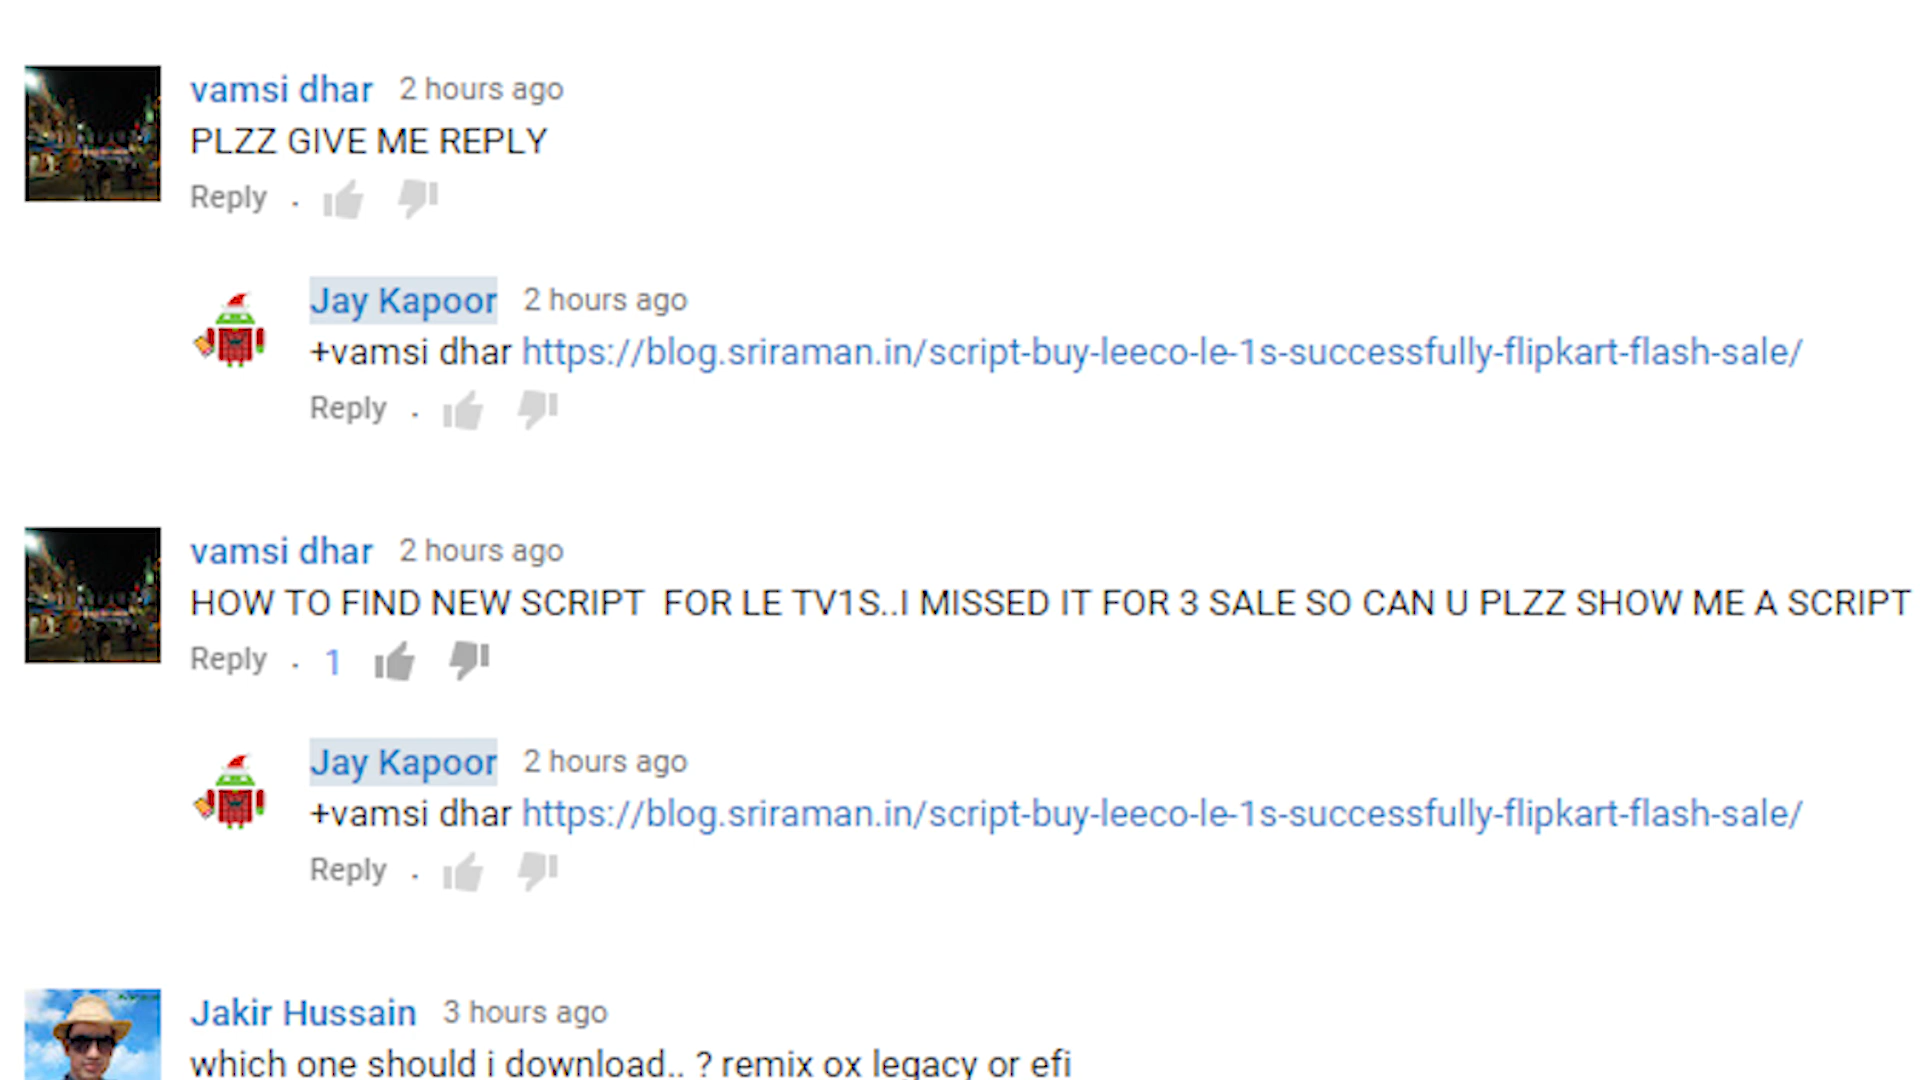 vamsi dhar 2 hours ago
PLZZ GIVE ME REPLY
Reply .
Jay Kapoor 2 hours ago
+vamsi dhar https://blog.sriraman.in/script-buy-leeco-le-1s-successfully-flipkart-flash-sale/
Reply .
vamsi dhar 2 hours ago
HOW TO FIND NEW SCRIPT  FOR LE TV1S..I MISSED IT FOR 3 SALE SO CAN U PLZZ SHOW ME A SCRIPT
Reply . 1
Jay Kapoor 2 hours ago
+vamsi dhar https://blog.sriraman.in/script-buy-leeco-le-1s-successfully-flipkart-flash-sale/
Reply .
Jakir Hussain 3 hours ago
which one should i download.. ? remix ox legacy or efi